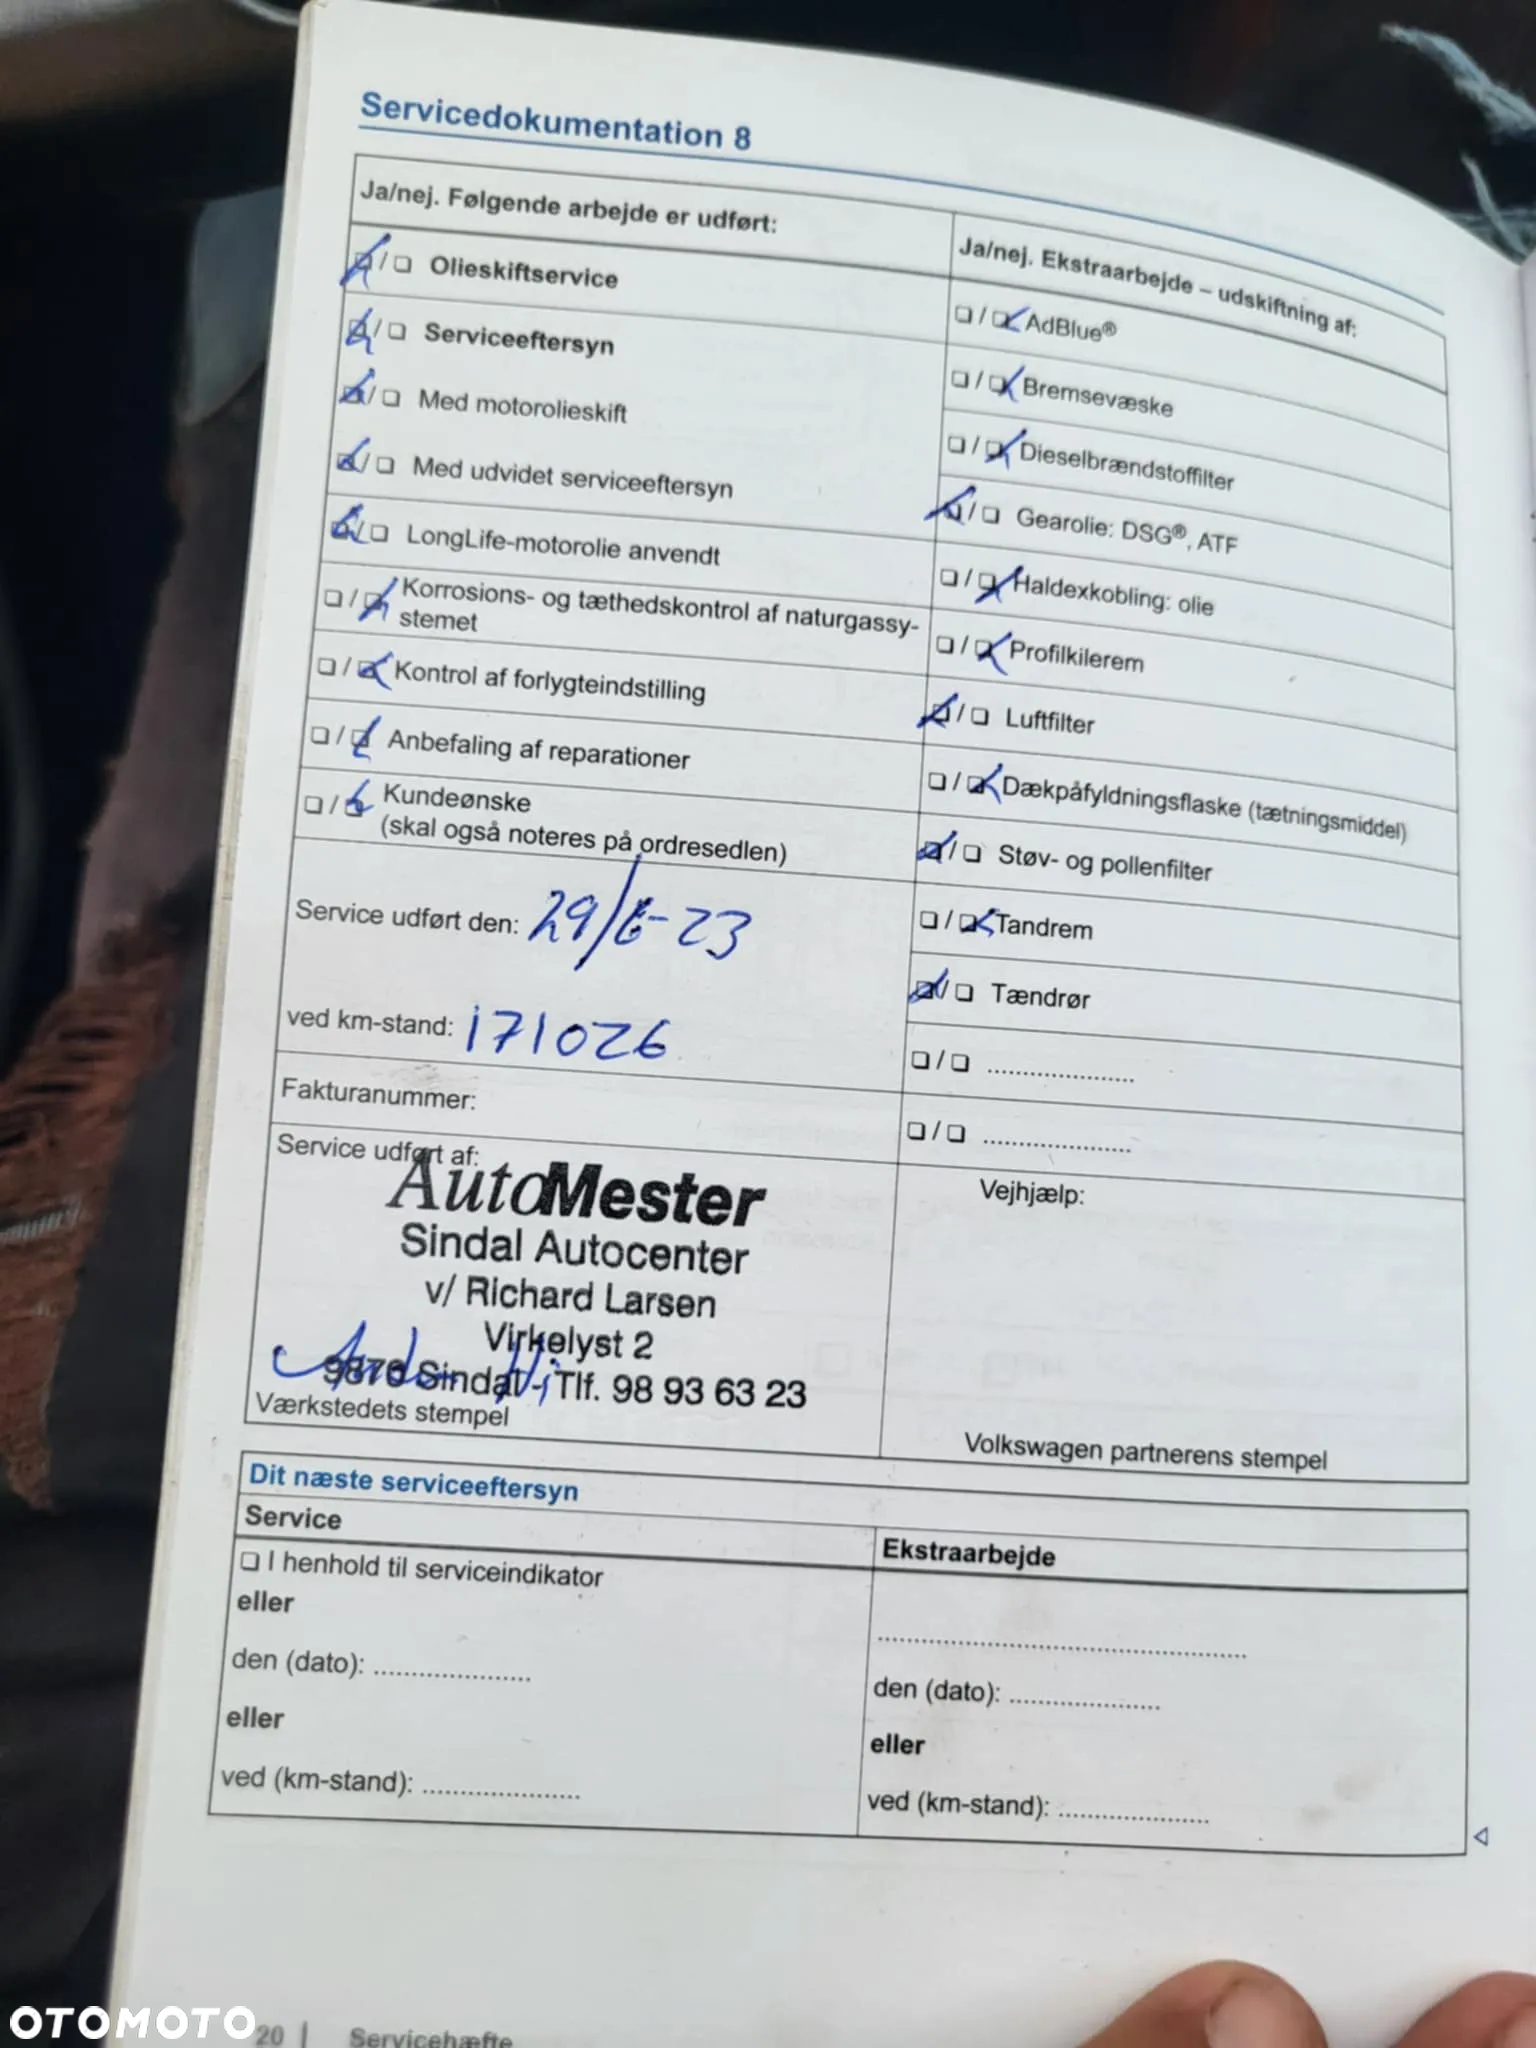 Servicedokumentation 8
Ja/nej. Følgende arbejde er udført:
❏ / ❏ Olieskiftservice
❏ / ❏ Serviceeftersyn
❏ / ❏ Med motorolieskift
❏ / ❏ Med udvidet serviceeftersyn
❏ / ❏ LongLife-motorolie anvendt
❏ / ❏ Korrosions- og tæthedskontrol af naturgassy-
stemet
❏ / ❏ Kontrol af forlygteindstilling
❏ / ❏ Anbefaling af reparationer
❏ / ❏ Kundeønske
(skal også noteres på ordresedlen)
Service udført den: 29/6-23
ved km-stand: 171026
Fakturanummer:
Service udført af:
AutoMester
Sindal Autocenter
v/ Richard Larsen
Virkelyst 2
9870 Sindal - Tlf. 98 93 63 23
Værkstedets stempel
Ja/nej. Ekstraarbejde – udskiftning af:
❏ / ❏ AdBlue®
❏ / ❏ Bremsevæske
❏ / ❏ Dieselbrændstoffilter
❏ / ❏ Gearolie: DSG®, ATF
❏ / ❏ Haldexkobling: olie
❏ / ❏ Profilkilerem
❏ / ❏ Luftfilter
❏ / ❏ Dækpåfyldningsflaske (tætningsmiddel)
❏ / ❏ Støv- og pollenfilter
❏ / ❏ Tandrem
❏ / ❏ Tændrør
❏ / ❏ .....................
❏ / ❏ .....................
Vejhjælp:
Volkswagen partnerens stempel
Dit næste serviceeftersyn
Service
❏ I henhold til serviceindikator
eller
den (dato): ......................
eller
ved (km-stand): ......................
Ekstraarbejde
.....................................................
den (dato): .....................
eller
ved (km-stand): .....................
20 | Servicehæfte
OTOMOTO